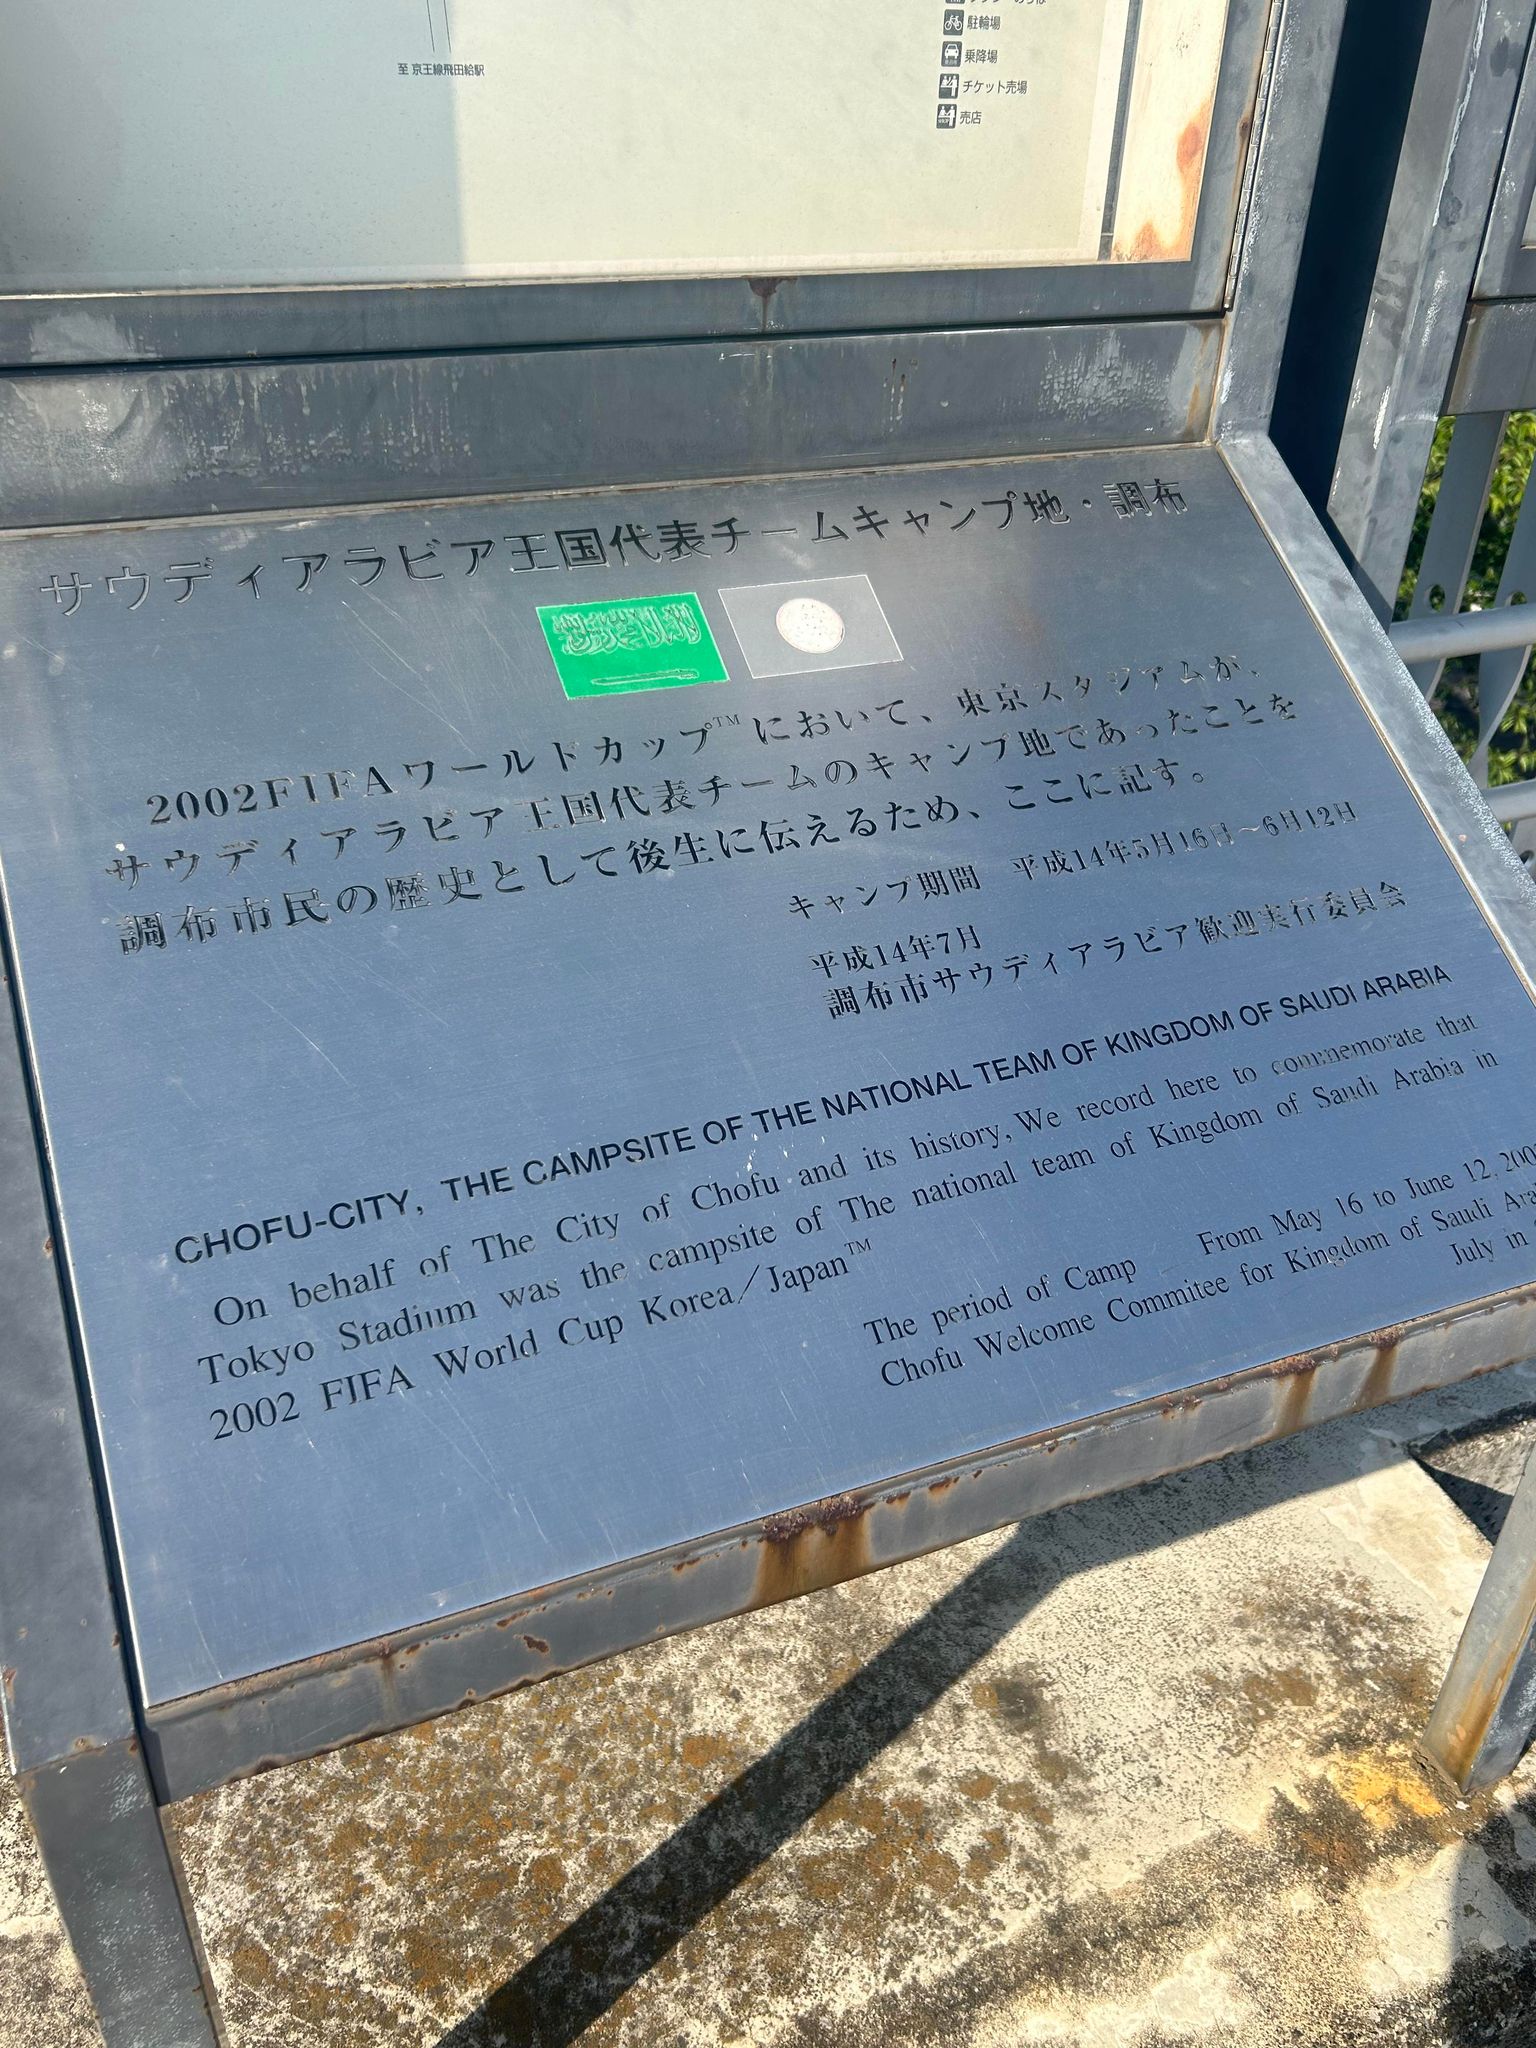 至 京王線飛田給駅
駐輪場
乗降場
チケット売場
売店
サウディアラビア王国代表チームキャンプ地・調布
2002FIFAワールドカップ™において、東京スタジアムが、
サウディアラビア王国代表チームのキャンプ地であったことを
調布市民の歴史として後生に伝えるため、ここに記す。
キャンプ期間 平成14年5月16日～6月12日
平成14年7月
調布市サウディアラビア歓迎実行委員会
CHOFU-CITY, THE CAMPSITE OF THE NATIONAL TEAM OF KINGDOM OF SAUDI ARABIA
On behalf of The City of Chofu and its history, We record here to commemorate that
Tokyo Stadium was the campsite of The national team of Kingdom of Saudi Arabia in
2002 FIFA World Cup Korea／Japan™
The period of Camp From May 16 to June 12,
Chofu Welcome Commitee for Kingdom of Saudi
July in